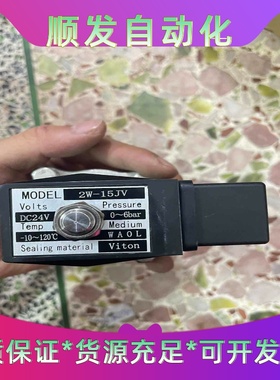 顺发自动化
MODEL 2W-15JV
Volts Pressure
DC24V 0~6bar
Temp Medium
-10~120℃ WAOL
Sealing material Viton
质保证*货源充足*可开发